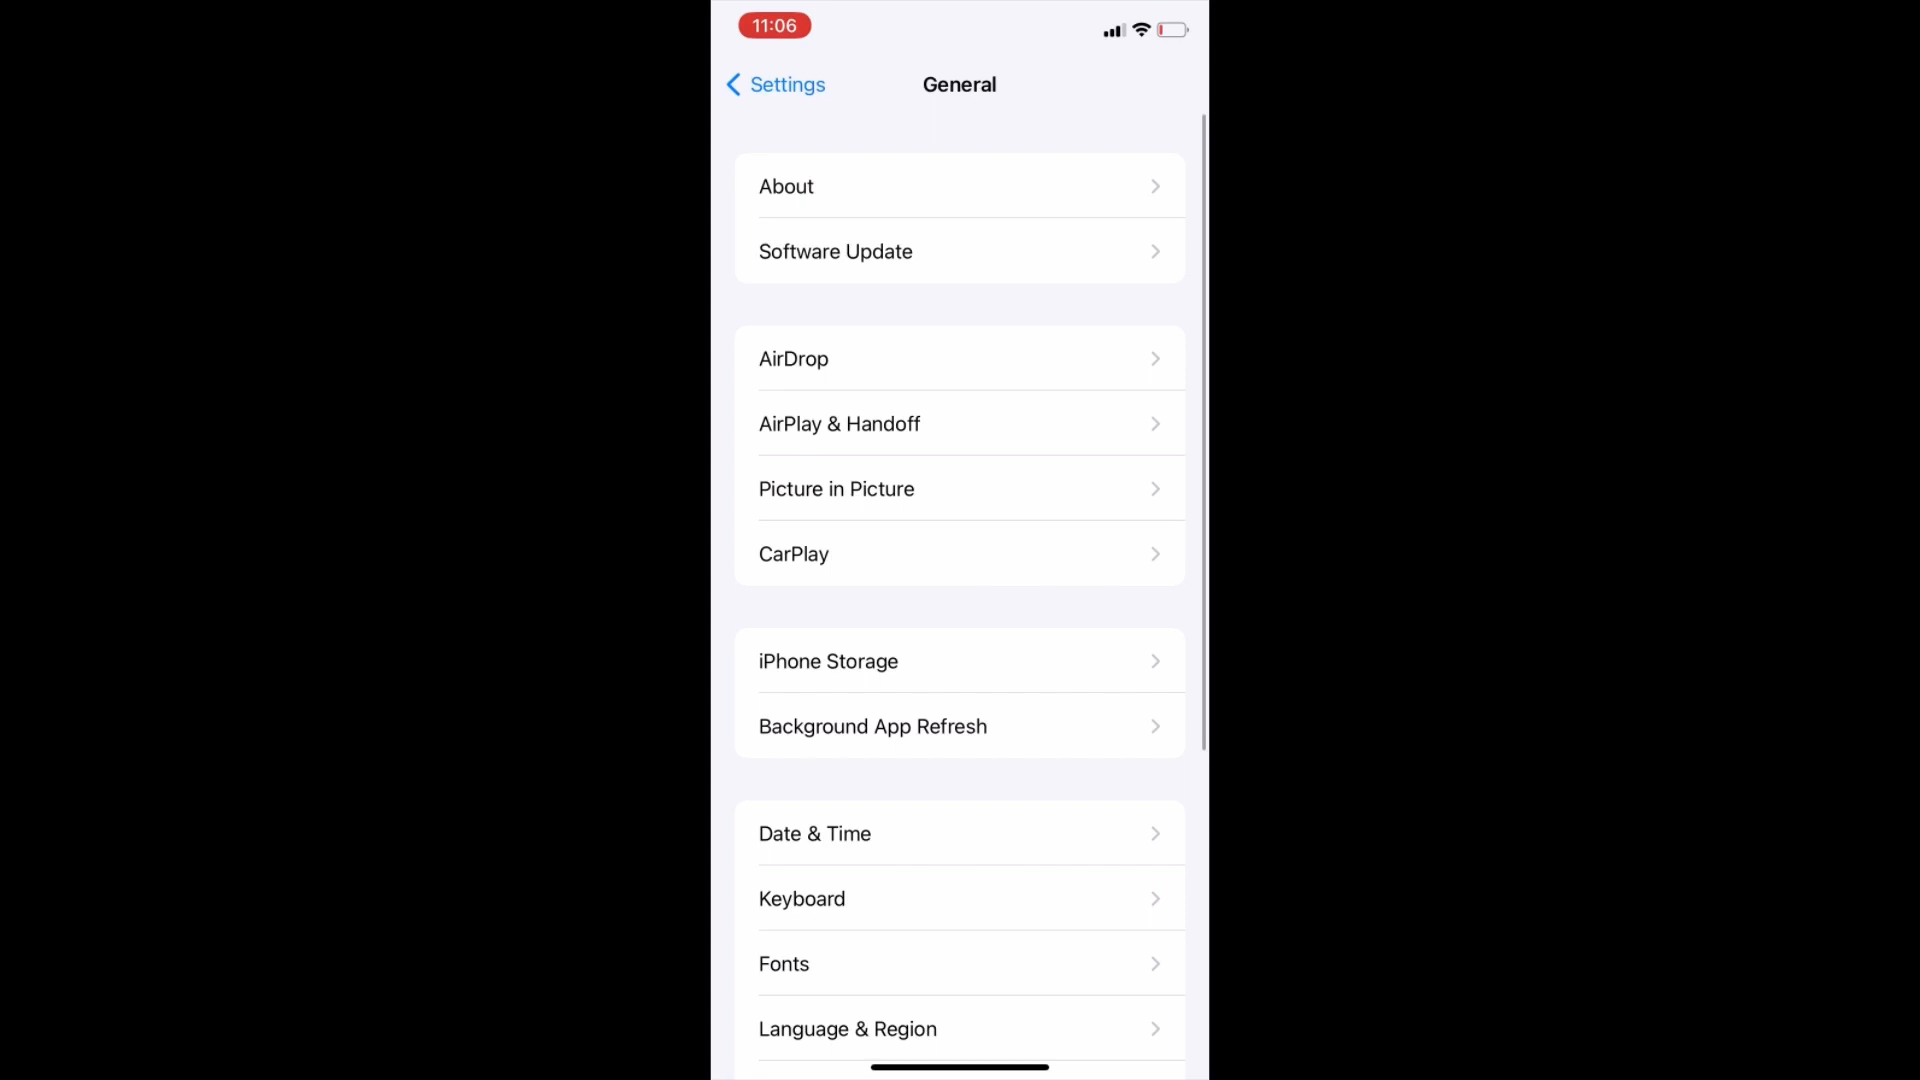 11:06
Settings
General
About
Software Update
AirDrop
AirPlay & Handoff
Picture in Picture
CarPlay
iPhone Storage
Background App Refresh
Date & Time
Keyboard
Fonts
Language & Region